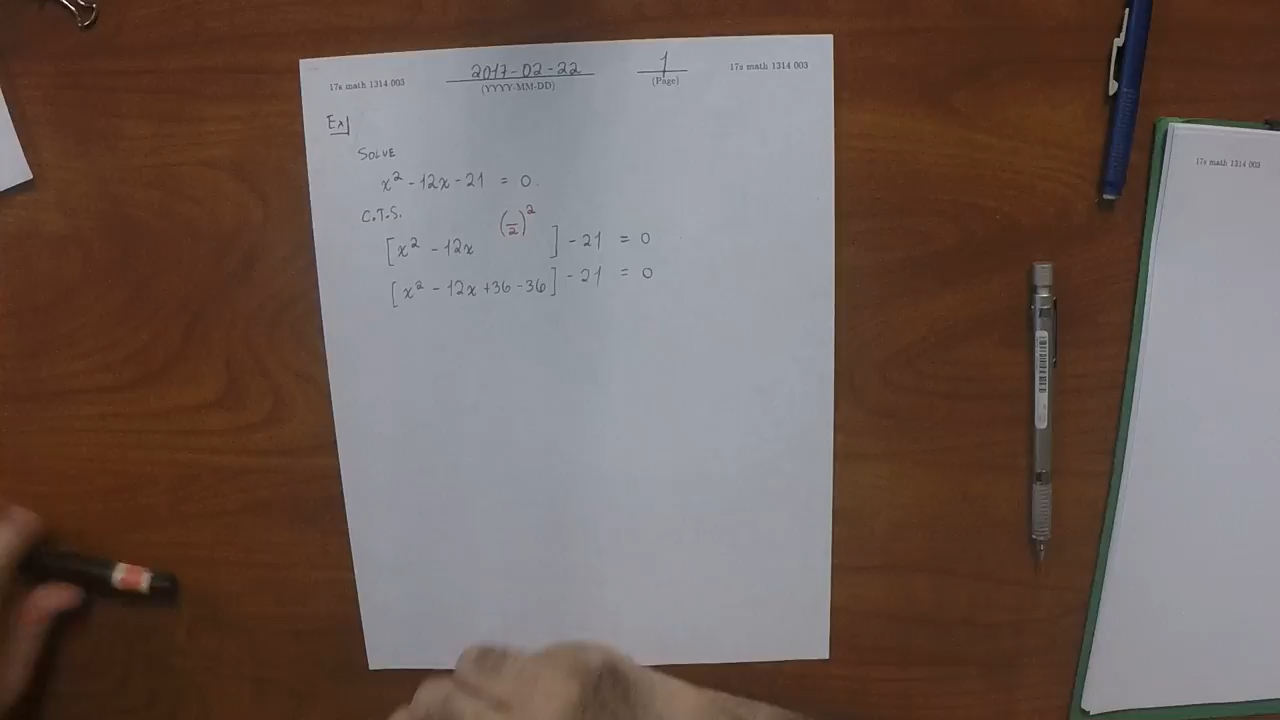 17s math 1314 003 2017-02-22 1 17s math 1314 003
(YYYY-MM-DD) (Page)
Ex
SOLVE
x² - 12x - 21 = 0.
C.T.S.
[x² - 12x (/2)² ] - 21 = 0
[x² - 12x + 36 - 36] - 21 = 0
17s math 1314 003